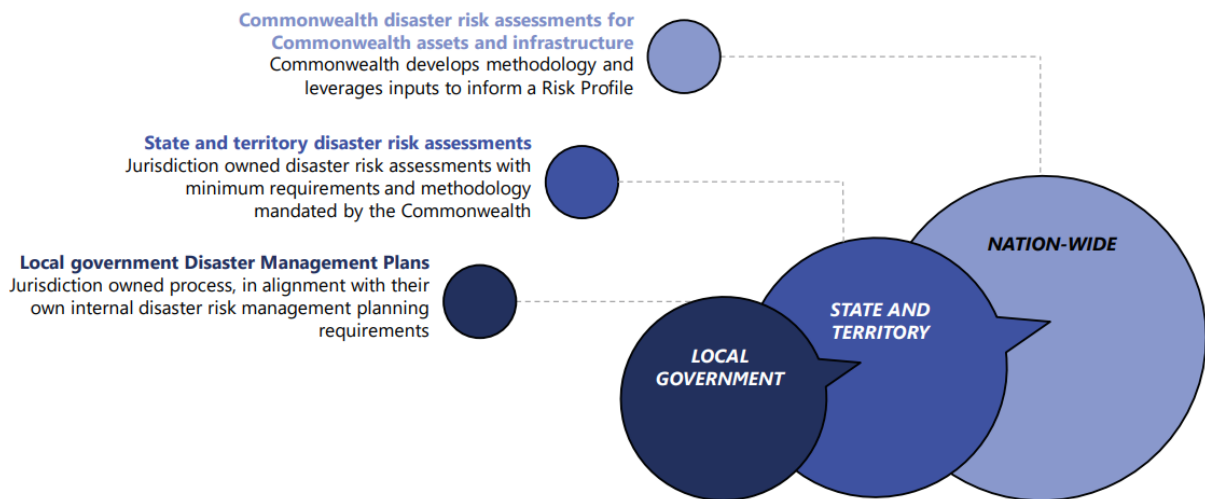 Commonwealth disaster risk assessments for
Commonwealth assets and infrastructure
Commonwealth develops methodology and
leverages inputs to inform a Risk Profile
State and territory disaster risk assessments
Jurisdiction owned disaster risk assessments with
minimum requirements and methodology
mandated by the Commonwealth
Local government Disaster Management Plans
Jurisdiction owned process, in alignment with their
own internal disaster risk management planning
requirements
NATION-WIDE
STATE AND
TERRITORY
LOCAL
GOVERNMENT